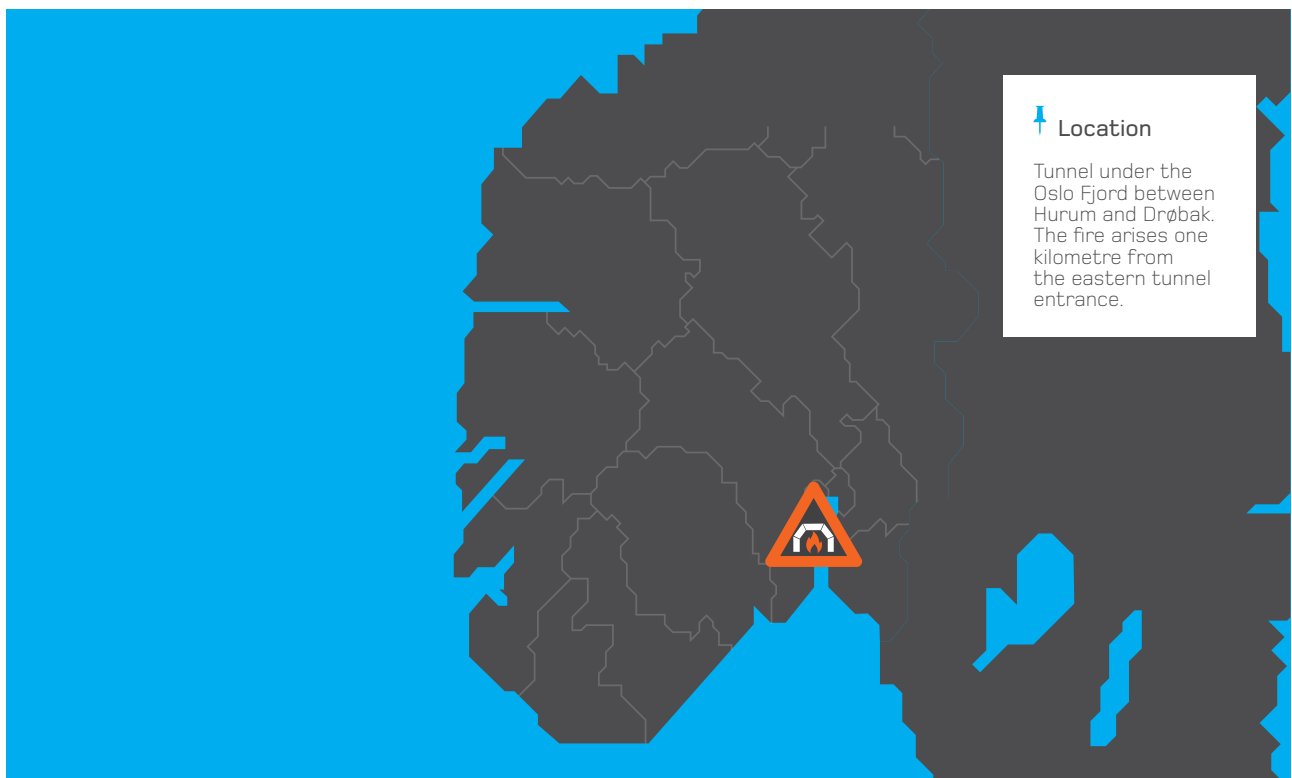 Location
Tunnel under the
Oslo Fjord between
Hurum and Drøbak.
The fire arises one
kilometre from
the eastern tunnel
entrance.